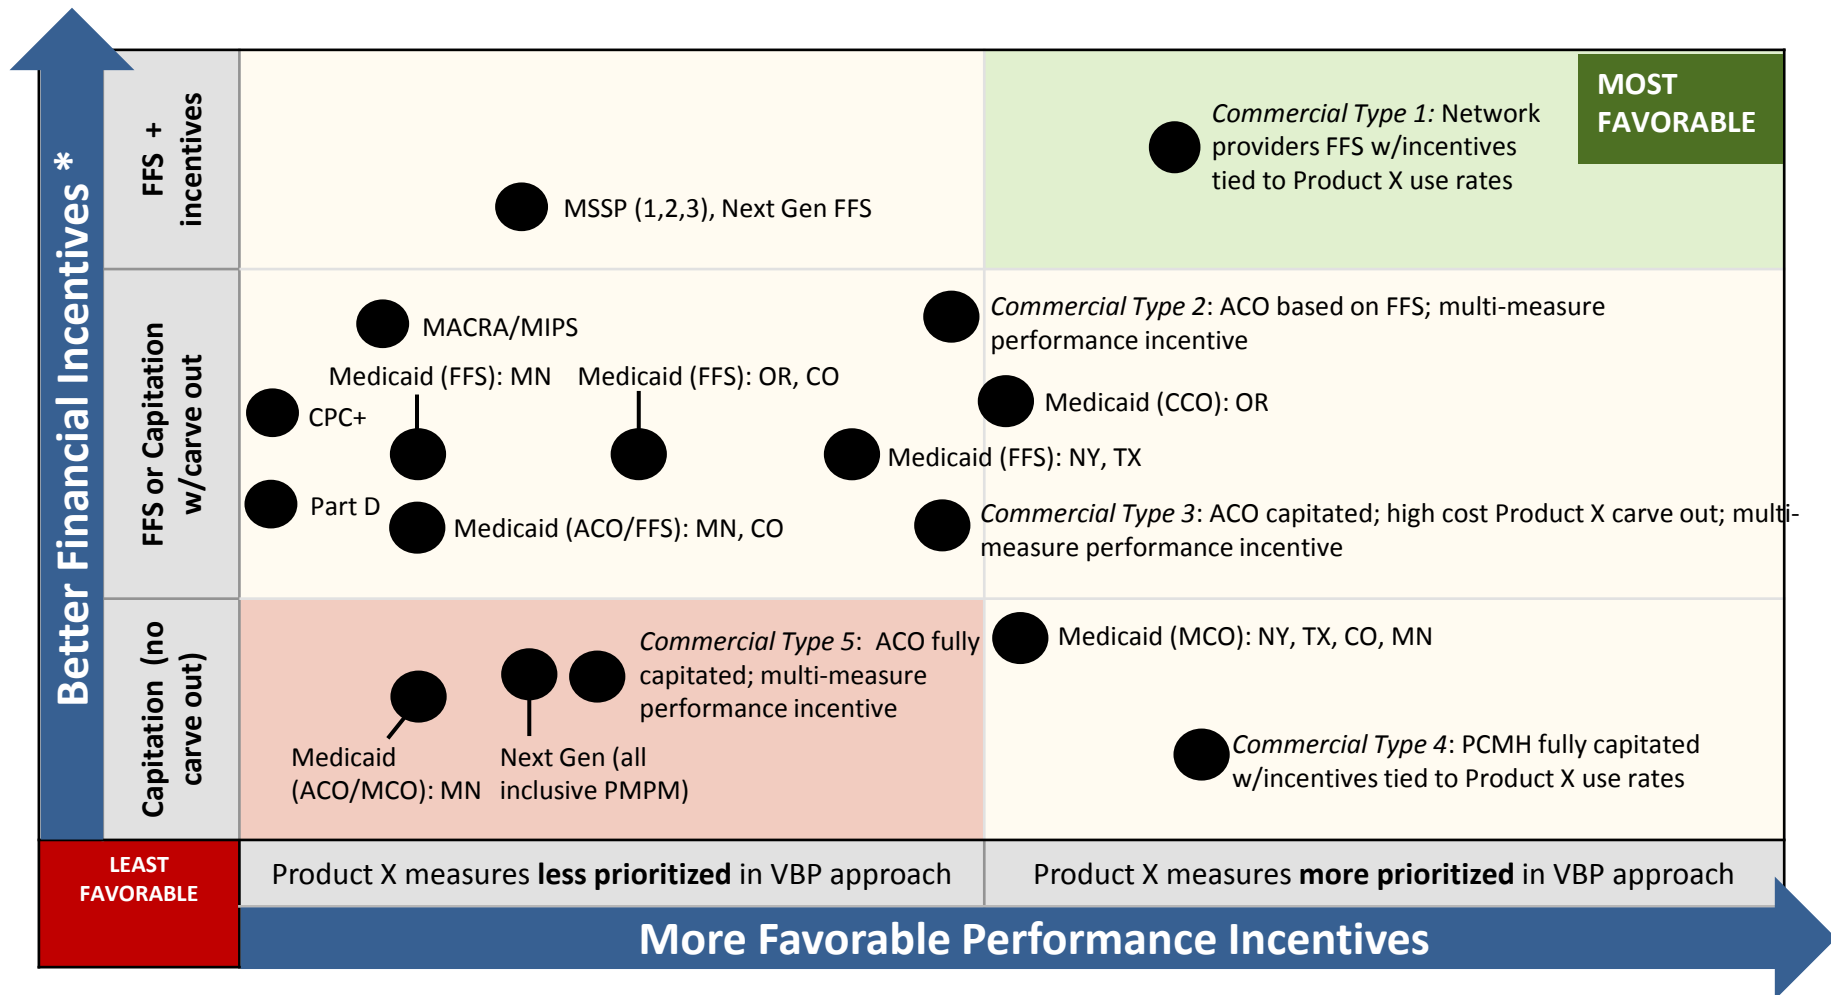 Better Financial Incentives *
FFS +
incentives
Commercial Type 1: Network
providers FFS w/incentives
tied to Product X use rates
MOST
FAVORABLE
MSSP (1,2,3), Next Gen FFS
FFS or Capitation
w/carve out
MACRA/MIPS
Commercial Type 2: ACO based on FFS; multi-measure
performance incentive
Medicaid (FFS): MN
Medicaid (FFS): OR, CO
CPC+
Medicaid (CCO): OR
Medicaid (FFS): NY, TX
Part D
Medicaid (ACO/FFS): MN, CO
Commercial Type 3: ACO capitated; high cost Product X carve out; multi-
measure performance incentive
Capitation (no
carve out)
Commercial Type 5: ACO fully
capitated; multi-measure
performance incentive
Medicaid (MCO): NY, TX, CO, MN
Medicaid
(ACO/MCO): MN
Next Gen (all
inclusive PMPM)
Commercial Type 4: PCMH fully capitated
w/incentives tied to Product X use rates
LEAST
FAVORABLE
Product X measures less prioritized in VBP approach
Product X measures more prioritized in VBP approach
More Favorable Performance Incentives